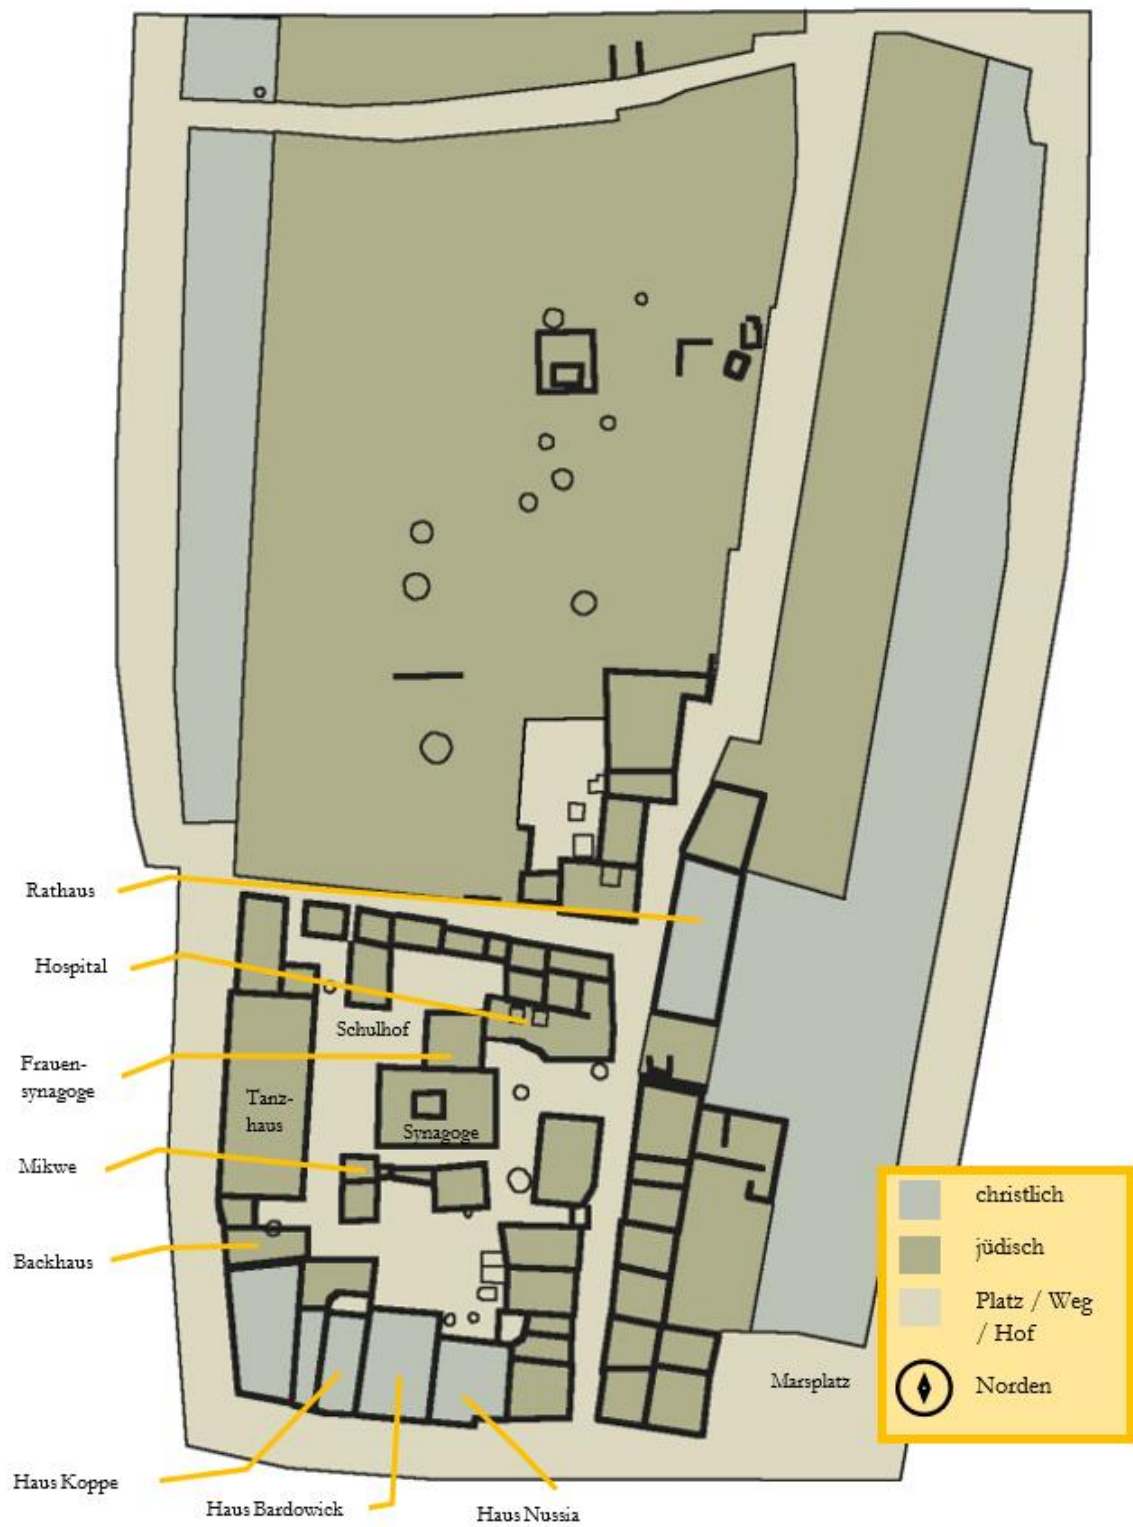 Rathaus
Hospital
Schulhof
Frauen-
synagoge
Tanz-
haus
Synagoge
Mikwe
Backhaus
christlich
jüdisch
Platz / Weg
/ Hof
Norden
Marsplatz
Haus Koppe
Haus Bardowick
Haus Nussia